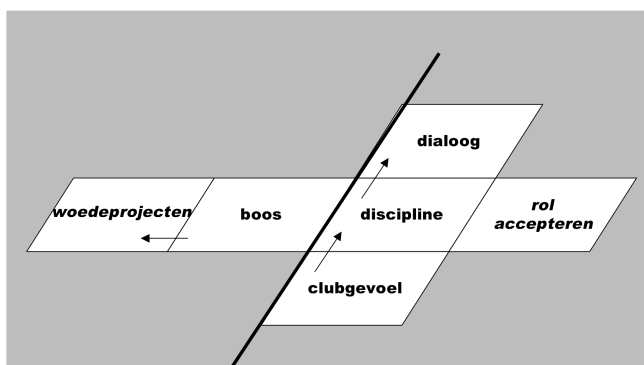 dialoog
woedeprojecten
boos
discipline
rol
accepteren
clubgevoel